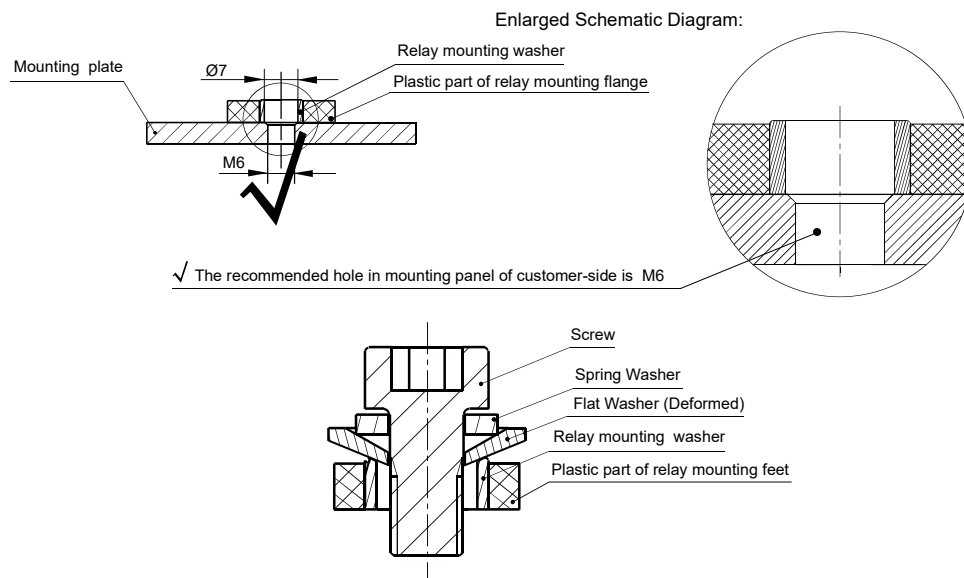 Enlarged Schematic Diagram:
Relay mounting washer
Mounting plate
Ø7
Plastic part of relay mounting flange
M6
√ The recommended hole in mounting panel of customer-side is M6
Screw
Spring Washer
Flat Washer (Deformed)
Relay mounting washer
Plastic part of relay mounting feet